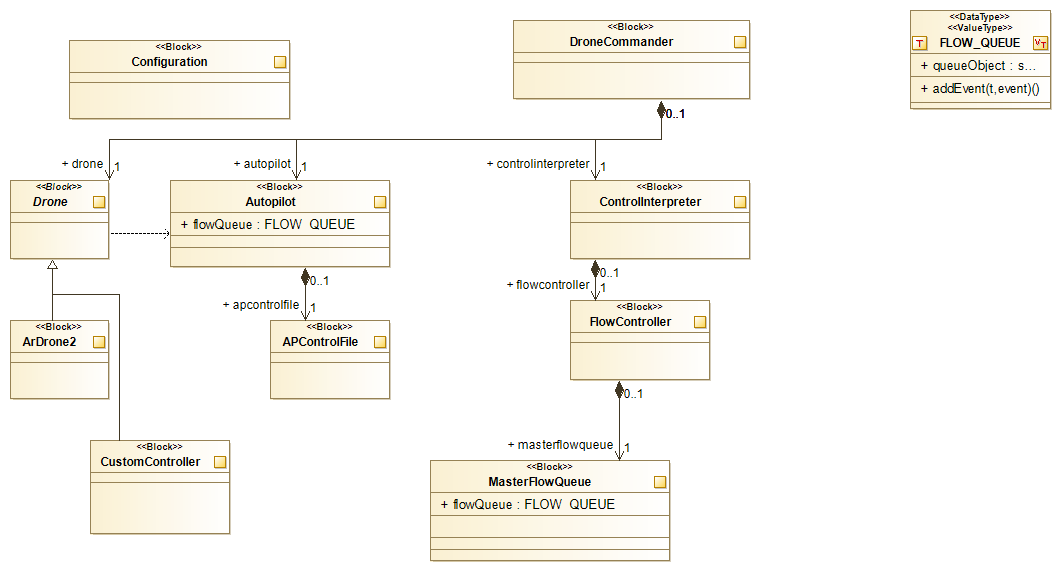 <<Block>>
Configuration
<<Block>>
DroneCommander
<<DataType>>
<<ValueType>>
T
FLOW_QUEUE
VT
+ queueObject : s...
+ addEvent(t,event)()
0..1
+ drone
1
+ autopilot
1
+ controlinterpreter
1
<<Block>>
Drone
<<Block>>
Autopilot
+ flowQueue : FLOW_QUEUE
<<Block>>
ControlInterpreter
0..1
+ apcontrolfile
1
0..1
+ flowcontroller
1
<<Block>>
ArDrone2
<<Block>>
APControlFile
<<Block>>
FlowController
0..1
+ masterflowqueue
1
<<Block>>
CustomController
<<Block>>
MasterFlowQueue
+ flowQueue : FLOW_QUEUE